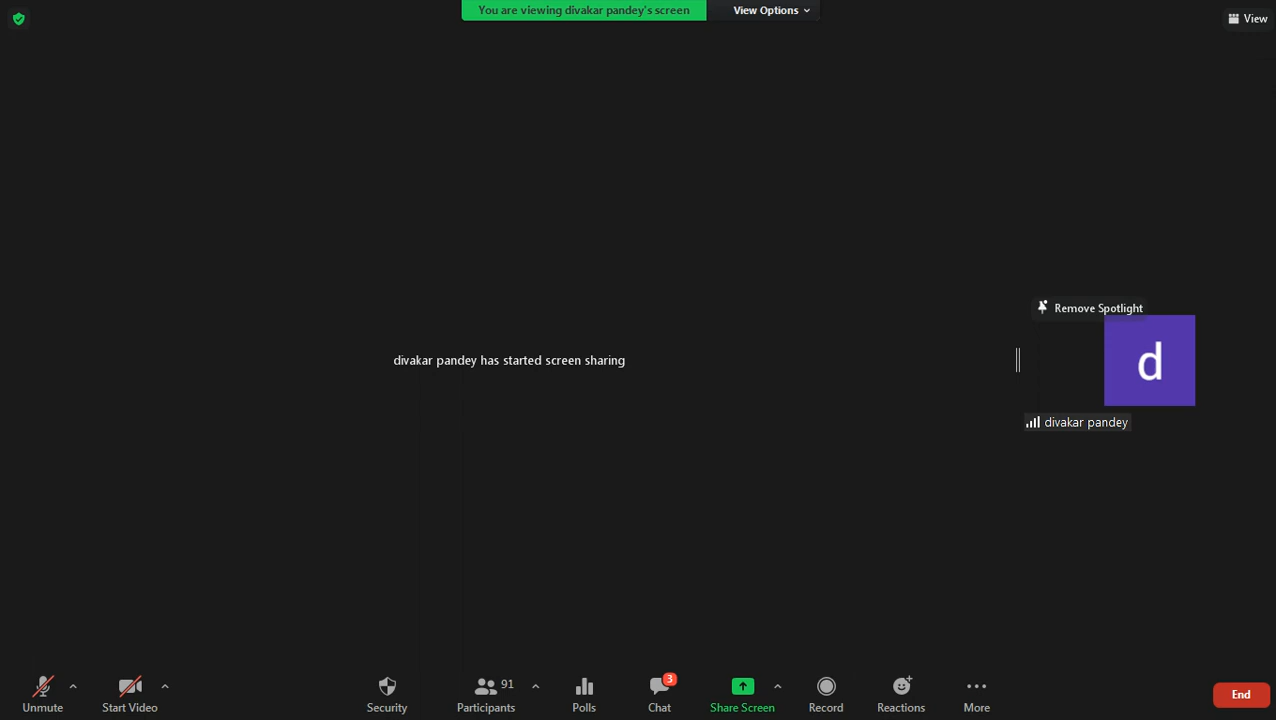 You are viewing divakar pandey's screen View Options
View
Remove Spotlight
d
divakar pandey has started screen sharing
divakar pandey
Unmute Start Video Security Participants 91 Polls Chat 3 Share Screen Record Reactions More End